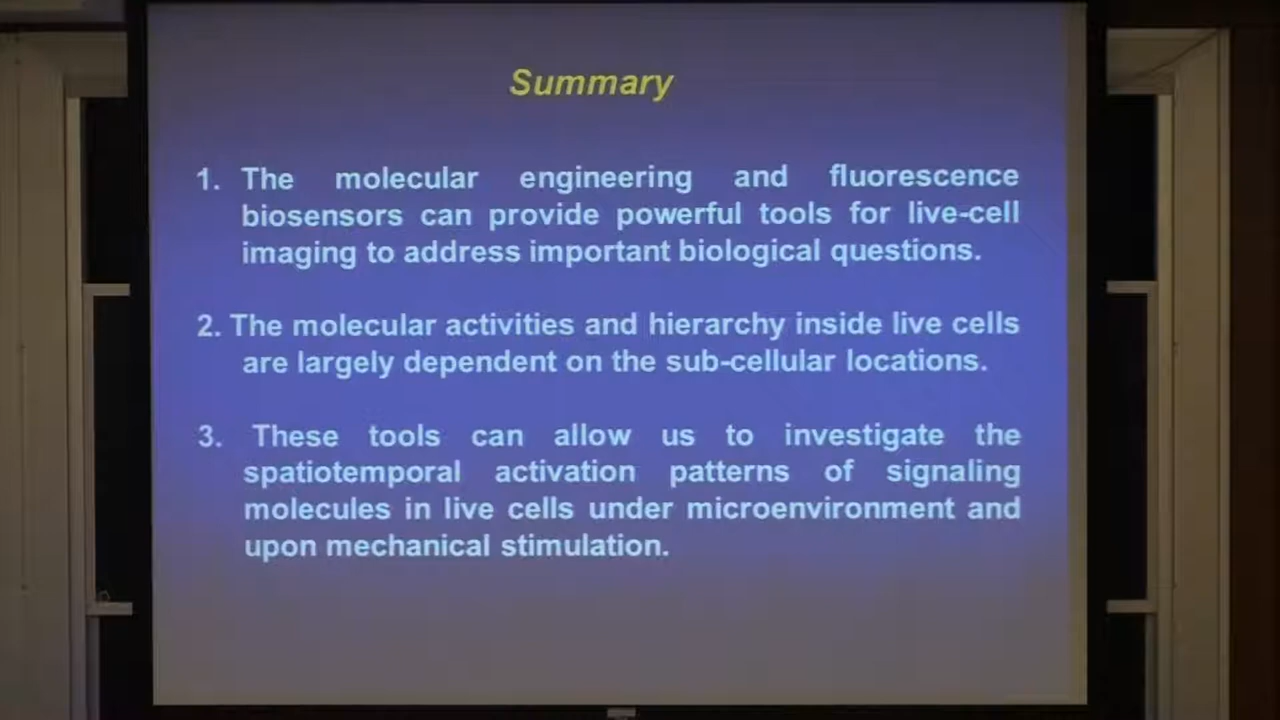 Summary
1. The molecular engineering and fluorescence
biosensors can provide powerful tools for live-cell
imaging to address important biological questions.
2. The molecular activities and hierarchy inside live cells
are largely dependent on the sub-cellular locations.
3. These tools can allow us to investigate the
spatiotemporal activation patterns of signaling
molecules in live cells under microenvironment and
upon mechanical stimulation.